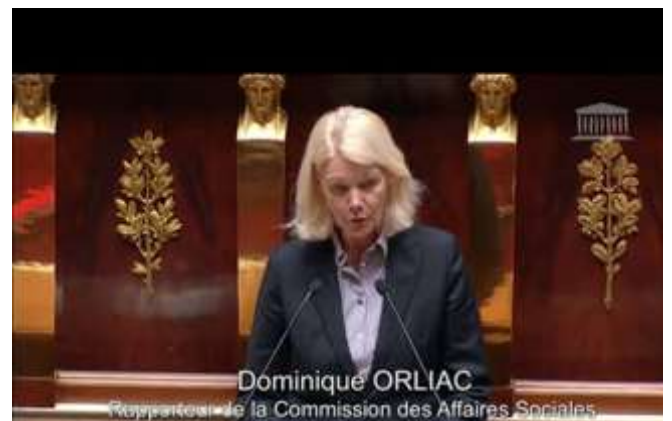 Dominique ORLIAC
Rapporteur de la Commission des Affaires Sociales